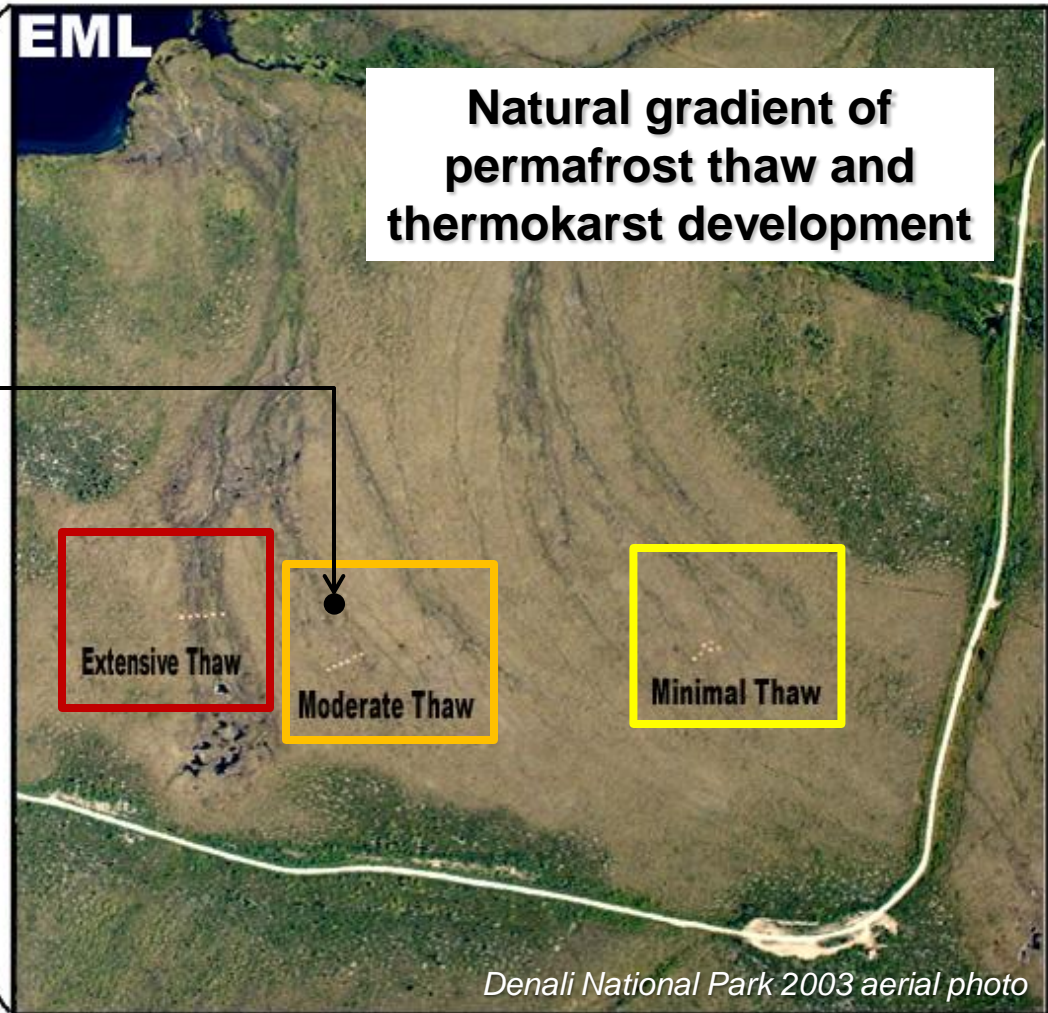 EML
Natural gradient of
permafrost thaw and
thermokarst development
Extensive Thaw
Moderate Thaw
Minimal Thaw
Denali National Park 2003 aerial photo